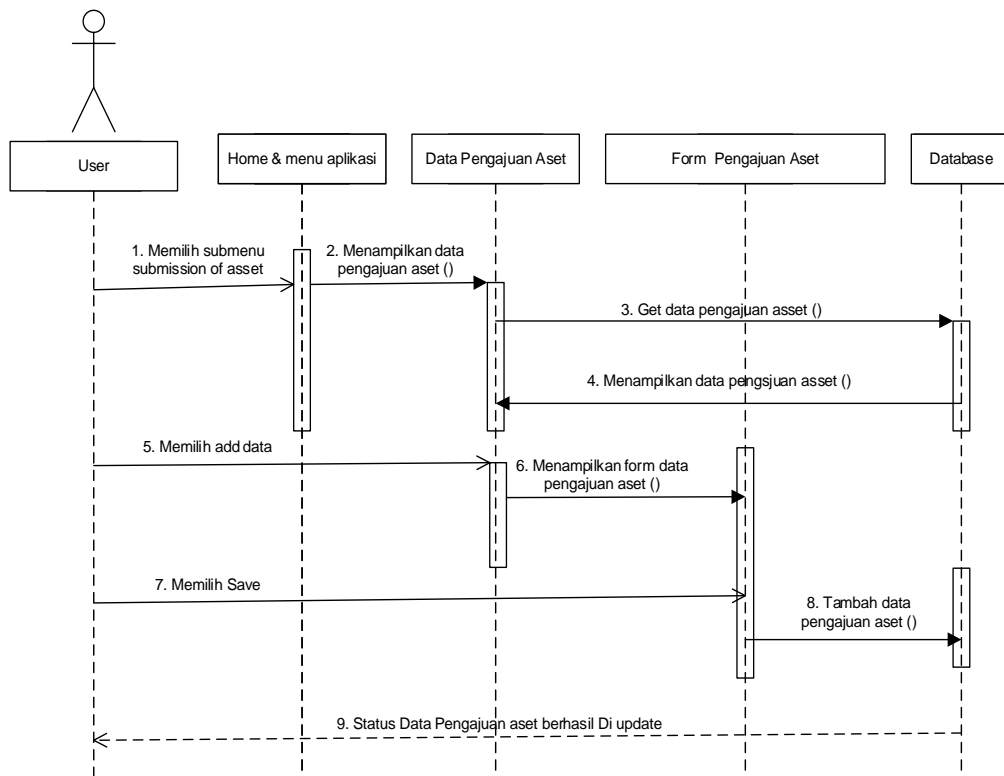 User
Home & menu aplikasi
Data Pengajuan Aset
Form Pengajuan Aset
Database
1. Memilih submenu
submission of asset
2. Menampilkan data
pengajuan aset ()
3. Get data pengajuan asset ()
4. Menampilkan data pengsjuan asset ()
5. Memilih add data
6. Menampilkan form data
pengajuan aset ()
7. Memilih Save
8. Tambah data
pengajuan aset ()
9. Status Data Pengajuan aset berhasil Di update